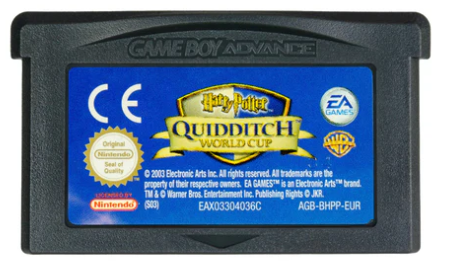 GAME BOY ADVANCE
CE
Harry Potter
QUIDDITCH
WORLD CUP
EA
GAMES
WB
Original
Nintendo
Seal of
Quality
© 2003 Electronic Arts Inc. All rights reserved. All trademarks are the
property of their respective owners. EA GAMES™ is an Electronic Arts™ brand.
TM & © Warner Bros. Entertainment Inc. Publishing Rights © JKR.
(S03)
LICENSED BY
Nintendo
EAX03304036C
AGB-BHPP-EUR